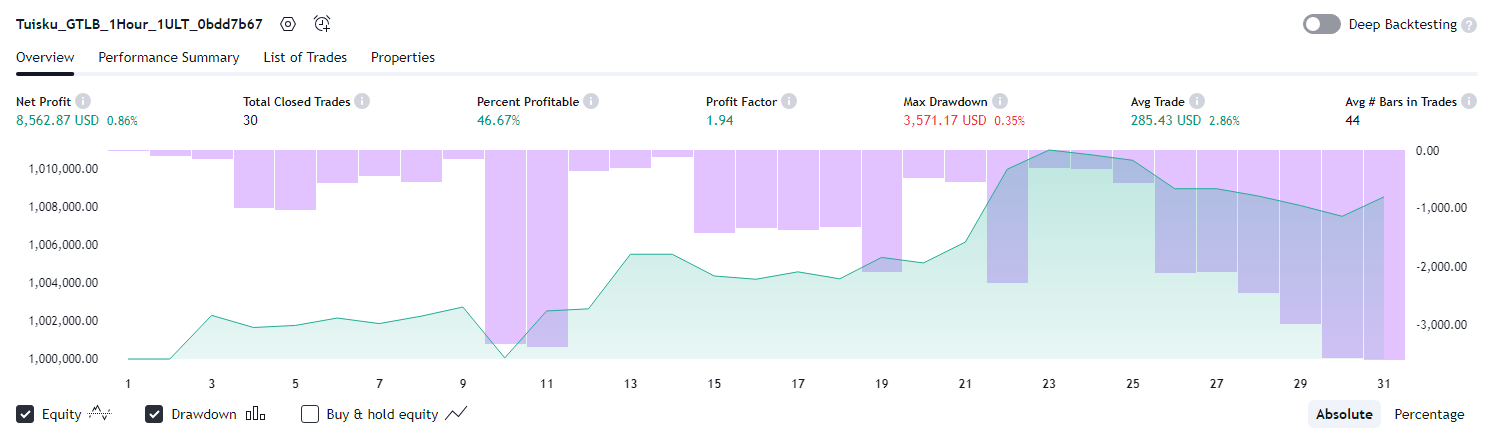 Tuisku_GTLB_1Hour_1ULT_0bdd7b67 Deep Backtesting ?
Overview Performance Summary List of Trades Properties
Net Profit i Total Closed Trades i Percent Profitable i Profit Factor i Max Drawdown i Avg Trade i Avg # Bars in Trades i
8,562.87 USD 0.86% 30 46.67% 1.94 3,571.17 USD 0.35% 285.43 USD 2.86% 44
0.00
1,010,000.00
1,008,000.00 -1,000.00
1,006,000.00
1,004,000.00 -2,000.00
1,002,000.00 -3,000.00
1,000,000.00
1 3 5 7 9 11 13 15 17 19 21 23 25 27 29 31
Equity Drawdown Buy & hold equity Absolute Percentage